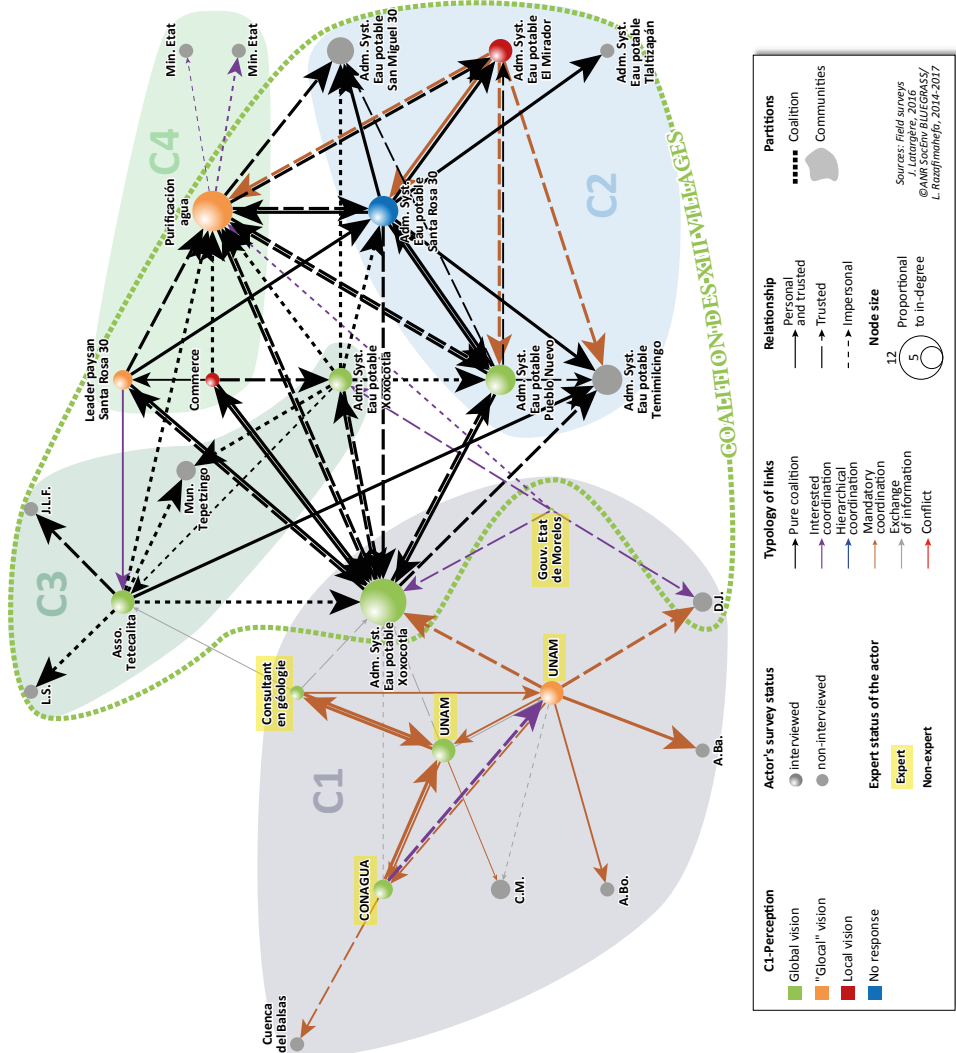 Cuenca
del Balsas
C1
CONAGUA
C.M.
A.Bo.
Consultant
en géologie
UNAM
UNAM
A.Ba.
Adm. Syst.
Eau potable
Xoxocotla
Gouv. Etat
de Morelos
D.J.
C3
L.S.
J.L.F.
Asso.
Tetecalita
Mun.
Tepetzingo
Leader paysan
Santa Rosa 30
Commerce
Adm. Syst.
Eau potable
Xoxocotla
Adm. Syst.
Eau potable
Pueblo Nuevo
Adm. Syst.
Eau potable
Temimilcingo
C4
Purificación
agua
Min. Etat
Min. Etat
Adm. Syst.
Eau potable
Santa Rosa 30
C2
Adm. Syst.
Eau potable
San Miguel 30
Adm. Syst.
Eau potable
El Mirador
Adm. Syst.
Eau potable
Tlaltizapán
COALITION DES XIII VILLAGES
C1-Perception
Global vision
"Glocal" vision
Local vision
No response
Actor's survey status
interviewed
non-interviewed
Expert status of the actor
Expert
Non-expert
Typology of links
Pure coalition
Interested
coordination
Hierarchical
coordination
Mandatory
coordination
Exchange
of information
Conflict
Relationship
Personal
and trusted
Trusted
Impersonal
Node size
12
5
Proportional
to in-degree
Partitions
Coalition
Communities
Sources: Field surveys
J. Latargère, 2016
©ANR SocEnv BLUEGRASS/
L. Razafimahefa, 2014-2017